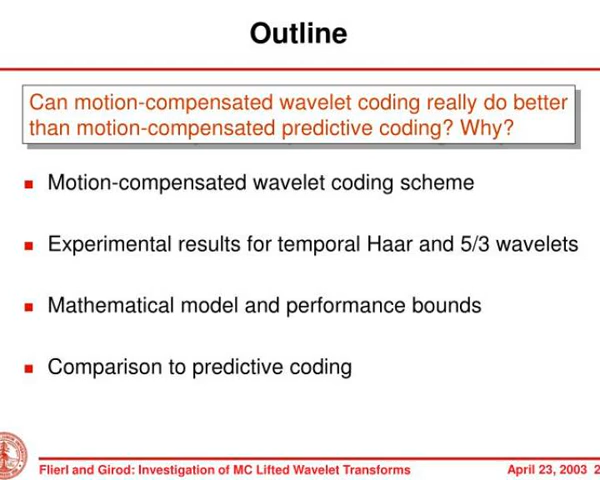 Outline
Can motion-compensated wavelet coding really do better
than motion-compensated predictive coding? Why?
Motion-compensated wavelet coding scheme
Experimental results for temporal Haar and 5/3 wavelets
Mathematical model and performance bounds
Comparison to predictive coding
Flierl and Girod: Investigation of MC Lifted Wavelet Transforms April 23, 2003 2